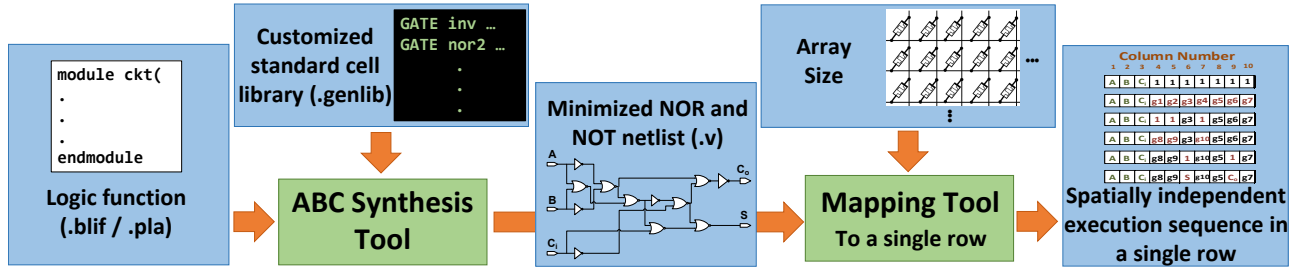 module ckt(
.
.
.
endmodule
Logic function
(.blif / .pla)
Customized
standard cell
library (.genlib)
GATE inv …
GATE nor2 …
.
.
.
ABC Synthesis
Tool
Minimized NOR and
NOT netlist (.v)
A
B
Ci
Co
S
Array
Size
...
...
Mapping Tool
To a single row
Column Number
1 2 3 4 5 6 7 8 9 10
A B Ci 1 1 1 1 1 1 1
A B Ci g1 g2 g3 g4 g5 g6 g7
A B Ci 1 1 g3 1 g5 g6 g7
A B Ci g8 g9 g3 g10 g5 g6 g7
A B Ci g8 g9 1 g10 g5 1 g7
A B Ci g8 g9 S g10 g5 Co g7
Spatially independent
execution sequence in
a single row